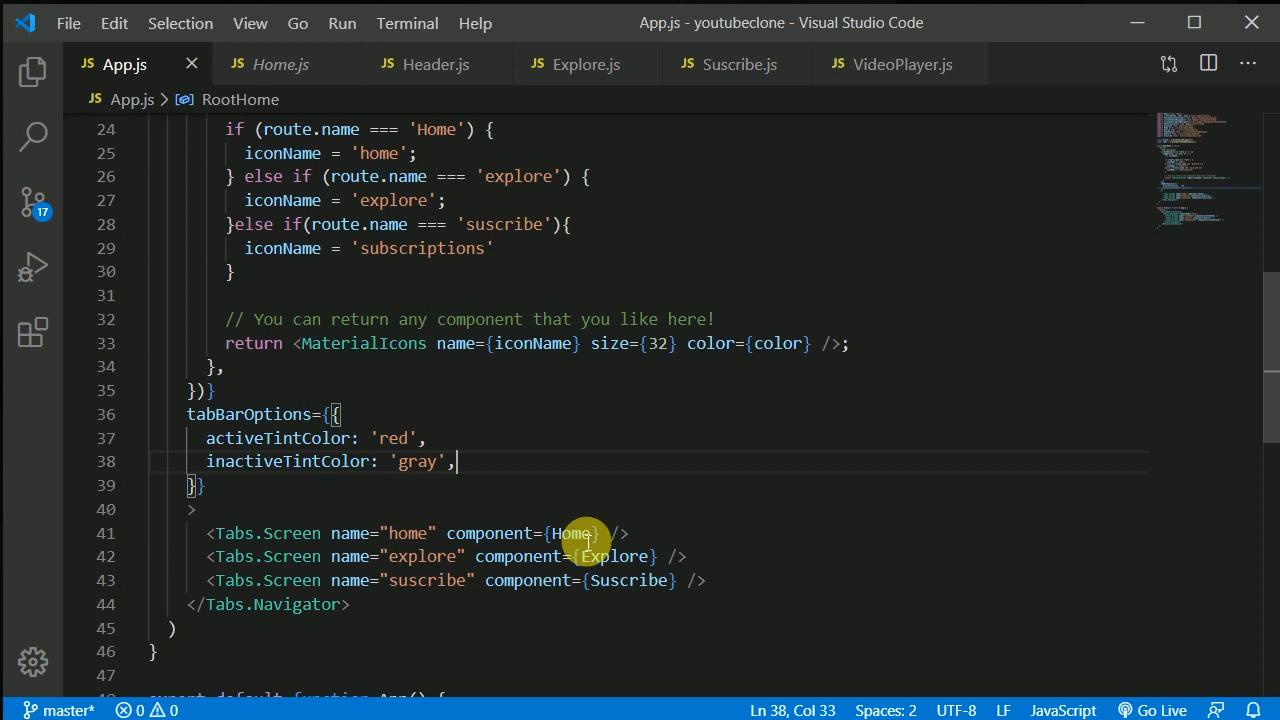 File Edit Selection View Go Run Terminal Help App.js - youtubeclone - Visual Studio Code
JS App.js JS Home.js JS Header.js JS Explore.js JS Suscribe.js JS VideoPlayer.js
JS App.js > RootHome
24 if (route.name === 'Home') {
25 iconName = 'home';
26 } else if (route.name === 'explore') {
27 iconName = 'explore';
28 }else if(route.name === 'suscribe'){
29 iconName = 'subscriptions'
30 }
31
32 // You can return any component that you like here!
33 return <MaterialIcons name={iconName} size={32} color={color} />;
34 },
35 })}
36 tabBarOptions={{
37 activeTintColor: 'red',
38 inactiveTintColor: 'gray',
39 }}
40 >
41 <Tabs.Screen name="home" component={Home} />
42 <Tabs.Screen name="explore" component={Explore} />
43 <Tabs.Screen name="suscribe" component={Suscribe} />
44 </Tabs.Navigator>
45 )
46 }
47
48 export default function App() {
17
master* 0 0 Ln 38, Col 33 Spaces: 2 UTF-8 LF JavaScript Go Live